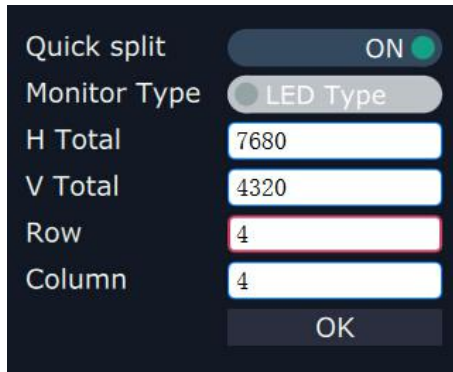 Quick split ON
Monitor Type LED Type
H Total 7680
V Total 4320
Row 4
Column 4
OK